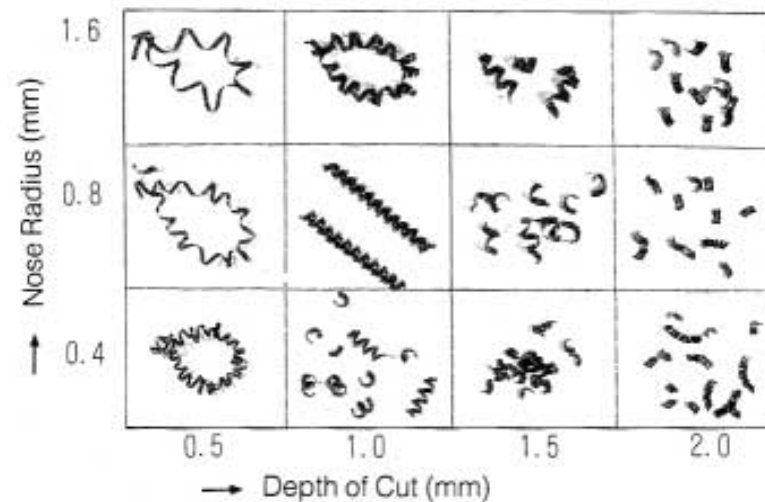 1.6
0.8
0.4
→ Nose Radius (mm)
0.5 1.0 1.5 2.0
→ Depth of Cut (mm)